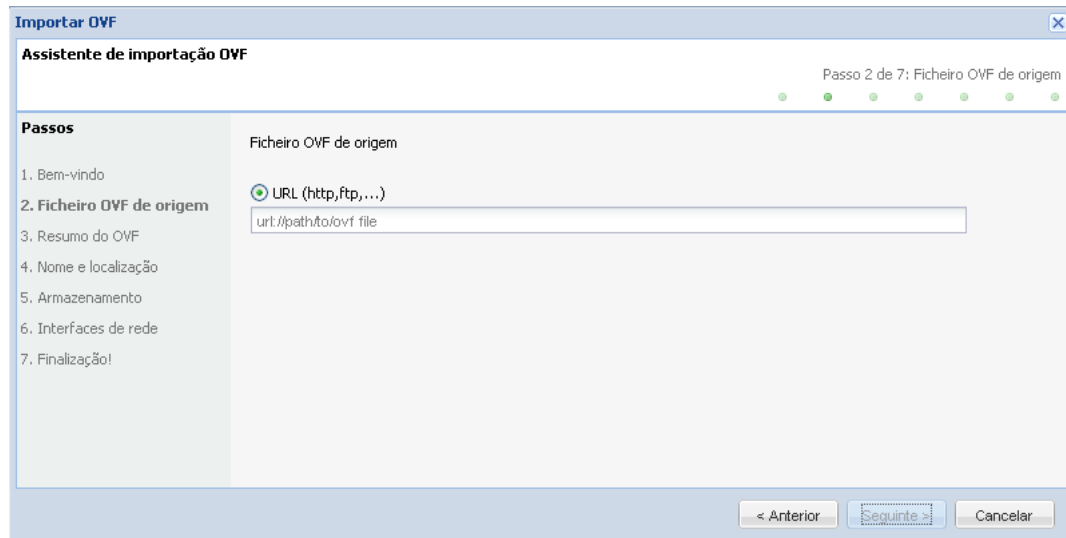 Importar OVF
Assistente de importação OVF
Passo 2 de 7: Ficheiro OVF de origem
Passos
1. Bem-vindo
2. Ficheiro OVF de origem
3. Resumo do OVF
4. Nome e localização
5. Armazenamento
6. Interfaces de rede
7. Finalização!
Ficheiro OVF de origem
URL (http,ftp,...)
url://path/to/ovf file
< Anterior
Seguinte >
Cancelar